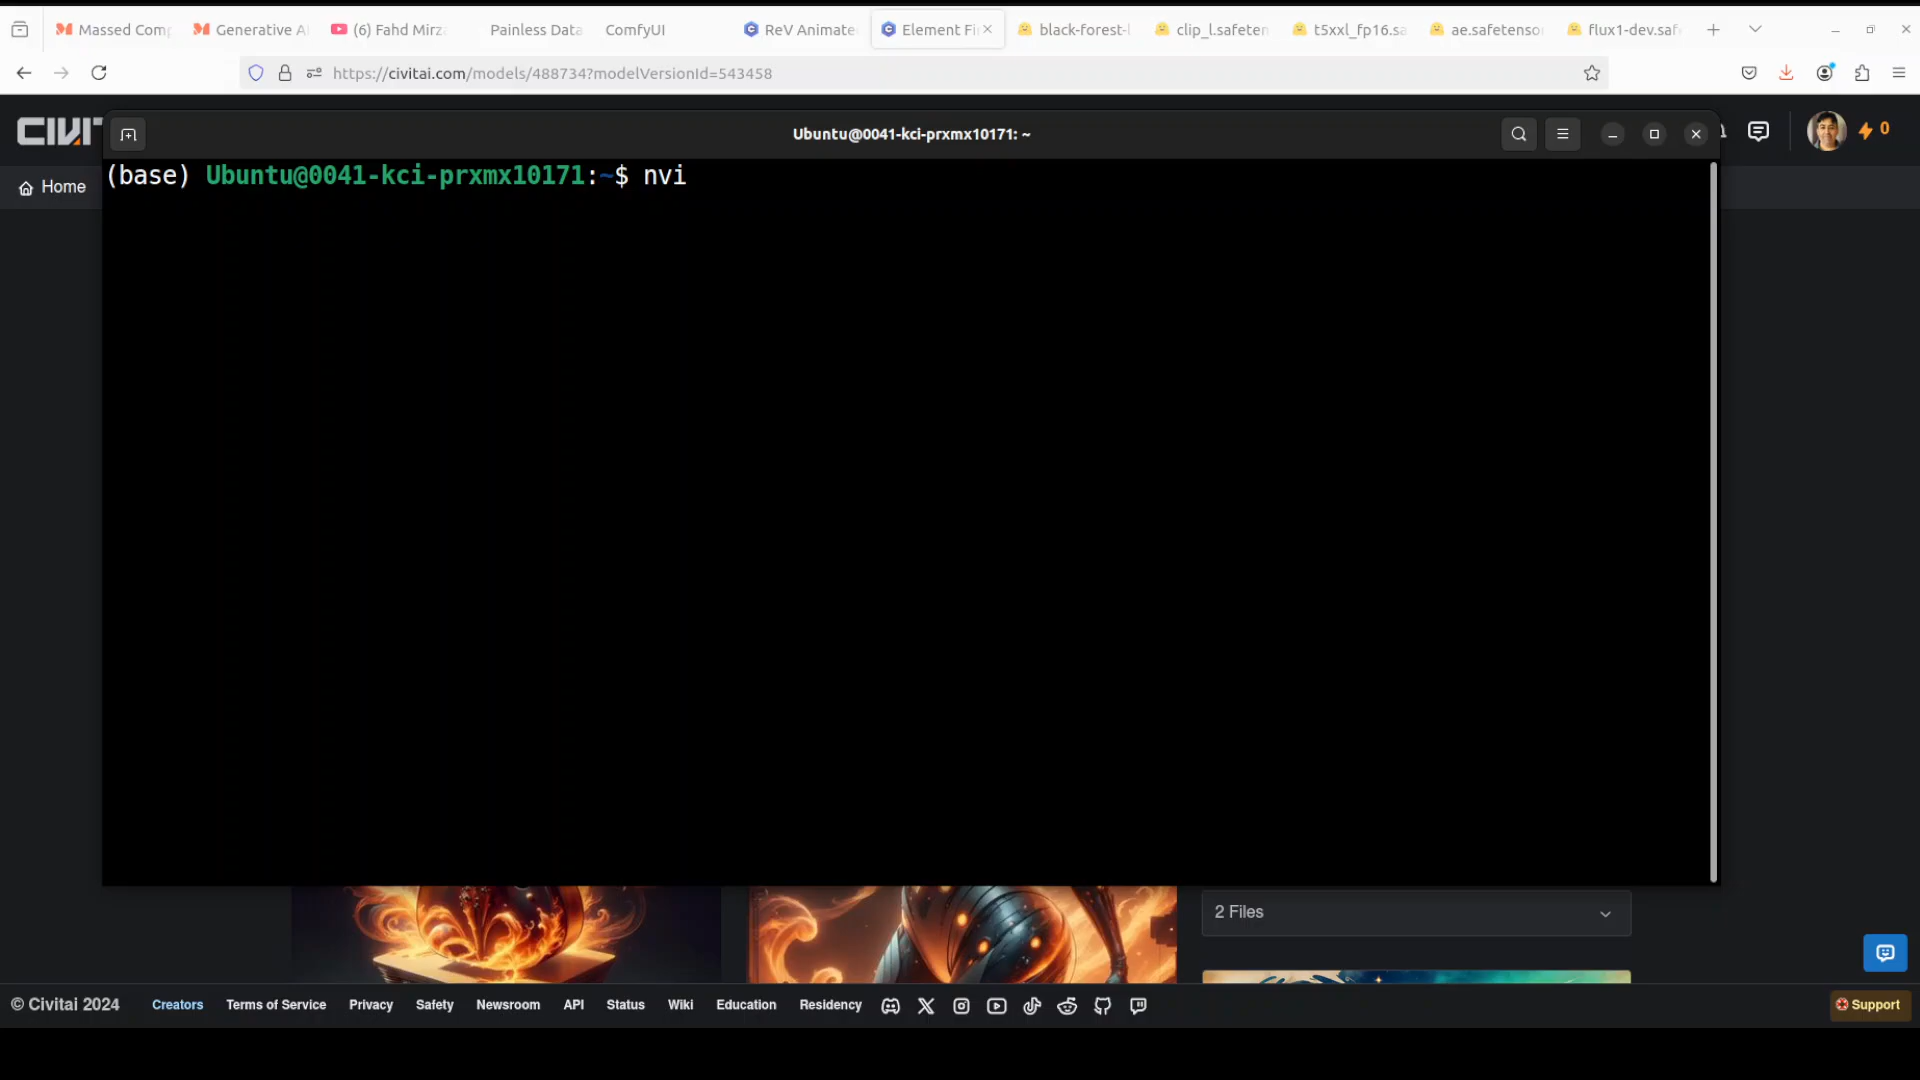 Massed Comp
Generative A
(6) Fahd Mirz
Painless Data
ComfyUI
ReV Animate
Element Fi
black-forest-l
clip_l.safeten
t5xxl_fp16.sa
ae.safetenso
flux1-dev.saf
https://civitai.com/models/488734?modelVersionId=543458
CIVIT
0
Ubuntu@0041-kci-prxmx10171: ~
Home
(base) Ubuntu@0041-kci-prxmx10171:~$ nvi
2 Files
© Civitai 2024
Creators
Terms of Service
Privacy
Safety
Newsroom
API
Status
Wiki
Education
Residency
Support